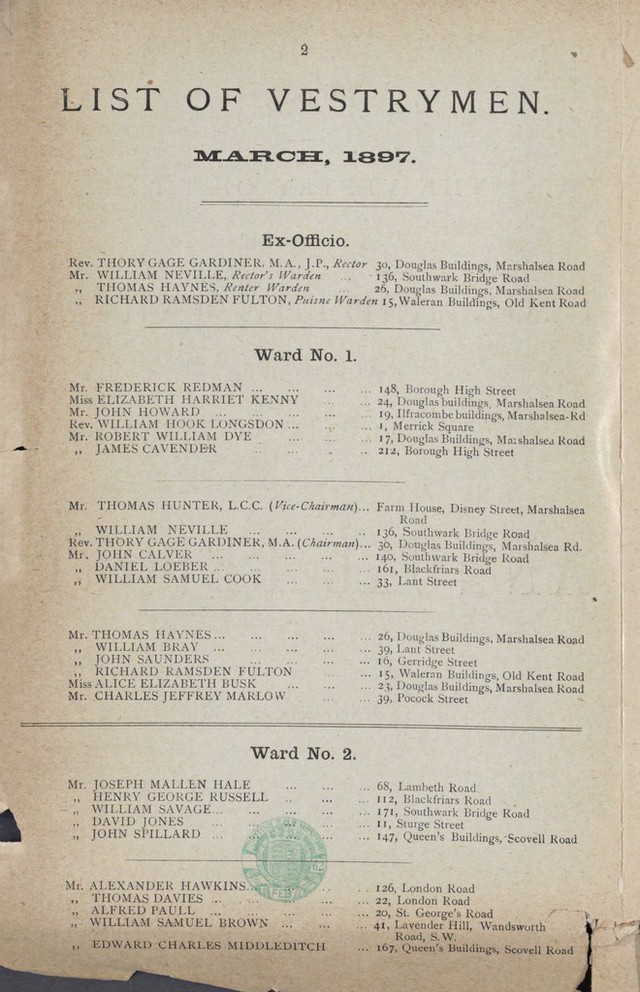 2
LIST OF VESTRYMEN.
MARCH, 1897.
Ex-Officio.
Rev. THORY GAGE GARDINER, M.A., J.P., Rector 30, Douglas Buildings, Marshalsea Road
Mr. WILLIAM NEVILLE, Rector's Warden ... 136, Southwark Bridge Road
„ THOMAS HAYNES, Renter Warden ... 26, Douglas Buildings, Marshalsea Road
„ RICHARD RAMSDEN FULTON, Puisne Warden 15, Waleran Buildings, Old Kent Road
Ward No. 1.
Mr. FREDERICK REDMAN ... ... ... ... 148, Borough High Street
Miss ELIZABETH HARRIET KENNY ... ... 24, Douglas buildings, Marshalsea Road
Mr. JOHN HOWARD ... ... ... ... ... 19, Ilfracombe buildings, Marshalsea-Rd
Rev. WILLIAM HOOK LONGSDON ... ... ... 1, Merrick Square
Mr. ROBERT WILLIAM DYE ... ... ... 17, Douglas Buildings, Marshalsea Road
„ JAMES CAVENDER ... ... ... ... 212, Borough High Street
Mr. THOMAS HUNTER, L.C.C. (Vice-Chairman)... Farm House, Disney Street, Marshalsea
Road
„ WILLIAM NEVILLE ... ... ... ... 136, Southwark Bridge Road
Rev. THORY GAGE GARDINER, M.A. (Chairman)... 30, Douglas Buildings, Marshalsea Rd.
Mr. JOHN CALVER ... ... ... ... ... 140, Southwark Bridge Road
„ DANIEL LOEBER ... ... ... ... ... 161, Blackfriars Road
„ WILLIAM SAMUEL COOK ... ... ... 33, Lant Street
Mr. THOMAS HAYNES ... ... ... ... ... 26, Douglas Buildings, Marshalsea Road
„ WILLIAM BRAY ... ... ... ... ... 39, Lant Street
„ JOHN SAUNDERS ... ... ... ... 16, Gerridge Street
„ RICHARD RAMSDEN FULTON ... ... 15, Waleran Buildings, Old Kent Road
Miss ALICE ELIZABETH BUSK ... ... ... 23, Douglas Buildings, Marshalsea Road
Mr. CHARLES JEFFREY MARLOW ... ... 39, Pocock Street
Ward No. 2.
Mr. JOSEPH MALLEN HALE ... ... ... 68, Lambeth Road
„ HENRY GEORGE RUSSELL ... ... ... 112, Blackfriars Road
„ WILLIAM SAVAGE... ... ... ... ... 171, Southwark Bridge Road
„ DAVID JONES ... ... ... ... 11, Sturge Street
„ JOHN SPILLARD ... ... ... ... ... 147, Queen's Buildings, Scovell Road
Mr. ALEXANDER HAWKINS... ... ... ... 126, London Road
„ THOMAS DAVIES ... ... ... ... ... 22, London Road
„ ALFRED PAULL ... ... ... ... ... 20, St. George's Road
„ WILLIAM SAMUEL BROWN ... ... ... 41, Lavender Hill, Wandsworth
Road, S.W.
„ EDWARD CHARLES MIDDLEDITCH ... 167, Queen's Buildings, Scovell Road